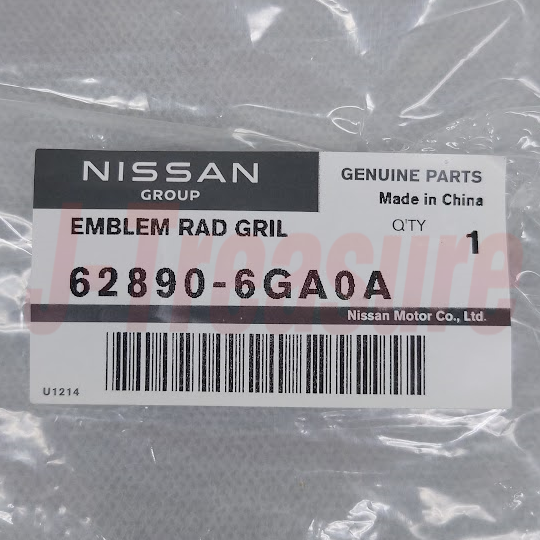 NISSAN
GROUP
GENUINE PARTS
Made in China
EMBLEM RAD GRIL
Q'TY
1
62890-6GA0A
Nissan Motor Co., Ltd.
U1214
J-Treasure